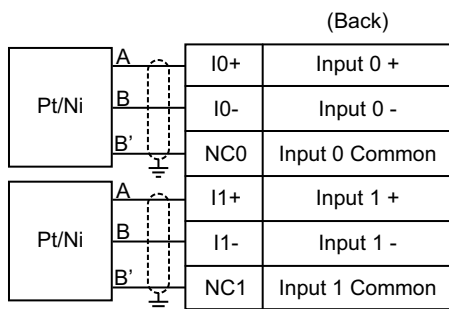 (Back)
A I0+ Input 0 +
Pt/Ni B I0- Input 0 -
B’ NC0 Input 0 Common
A I1+ Input 1 +
Pt/Ni B I1- Input 1 -
B’ NC1 Input 1 Common